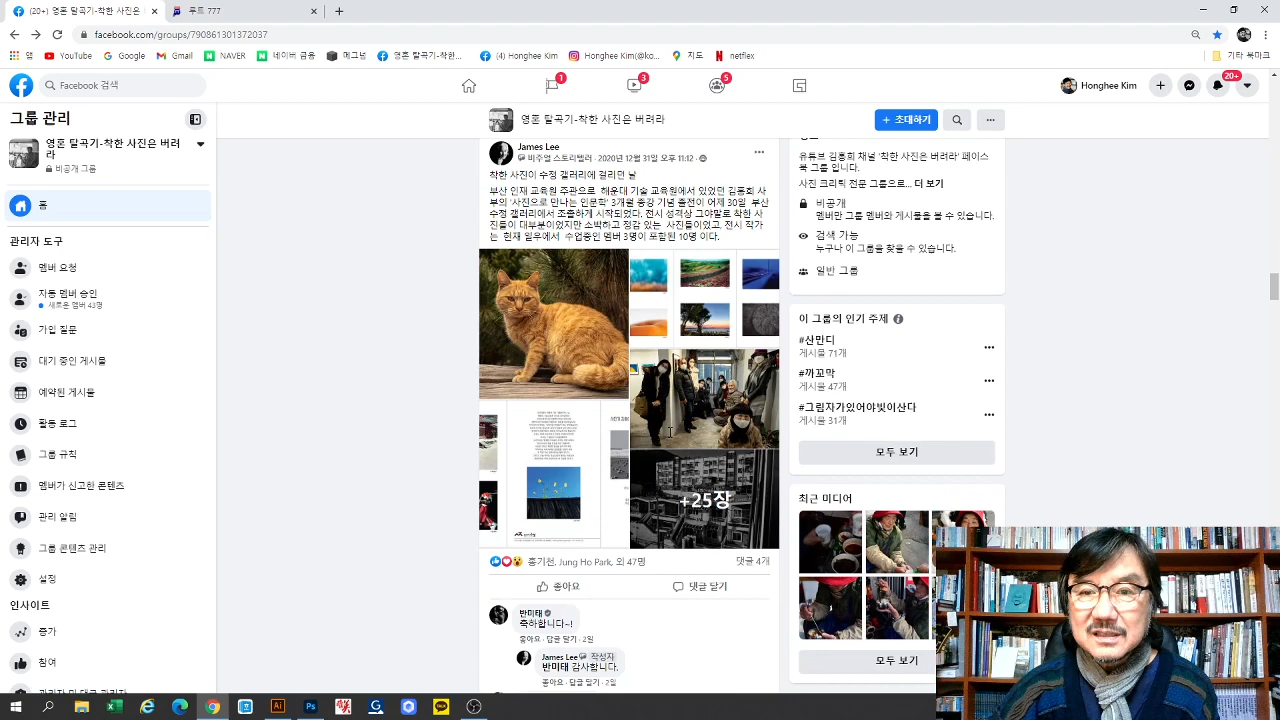 (20+) 영혼 탈곡기-착한 사진은
루트 777
facebook.com/groups/790861301372037
앱
YouTube
Google
Gmail
NAVER
네이버 금융
메그넘
영혼 탈곡기-착한...
(4) Honghee Kim
Honghee Kim(@ko...
지도
netflix
기타 북마크
Facebook 검색
1
3
5
Honghee Kim
20+
그룹 관리
영혼 탈곡기-착한 사진은 버려라
초대하기
영혼 탈곡기-착한 사진은 버려
라
비공개 그룹
홈
관리자 도구
멤버 요청
자동 멤버 승인
가입 질문
대기 중인 게시물
예약된 게시물
활동 로그
그룹 규칙
멤버가 신고한 콘텐츠
관리 알림
그룹 콘텐츠 관리
설정
인사이트
증가
참여
James Lee
비주얼 스토리텔러 · 2020년 12월 31일 오후 11:12
착한 사진이 수정 갤러리에 걸리던 날
부산 인재 교육원 주관으로 해운대 기술 교육원에서 있었던 김홍희 사
부의 '사진으로 만나는 인문학' 3개월 종강 기념 출전이 어제 30일 부산
수정 갤러리에서 조촐하게 시작되었다. 전시 성격상 그야말로 착한 사
진들이 대부분이었지만 소박하고 정감 있는 사진들이었고, 전시 작가
는 현재 일우에서 수업중인 멤버 3명이 포함된 10명 이다.
+25장
홍기천, Jung Ho Park, 외 47명
댓글 4개
좋아요
댓글 달기
반미태
축하합니다~!
좋아요 · 답글 달기 · 2일
James Lee 작성자
반미태 감사합니다.
좋아요 · 답글 달기 · 2일
유튜브 김홍희 채널 '착한 사진은 버려라' 페이스
북 그룹 입니다.
사진 크리틱 전문 그룹으로... 더 보기
비공개
멤버만 그룹 멤버와 게시물을 볼 수 있습니다.
검색 가능
누구나 이 그룹을 찾을 수 있습니다.
일반 그룹
이 그룹의 인기 주제
#산만디
게시물 71개
#까꼬막
게시물 47개
#그림자가있어야빛이산다
게시물 31개
모두 보기
최근 미디어
모두 보기